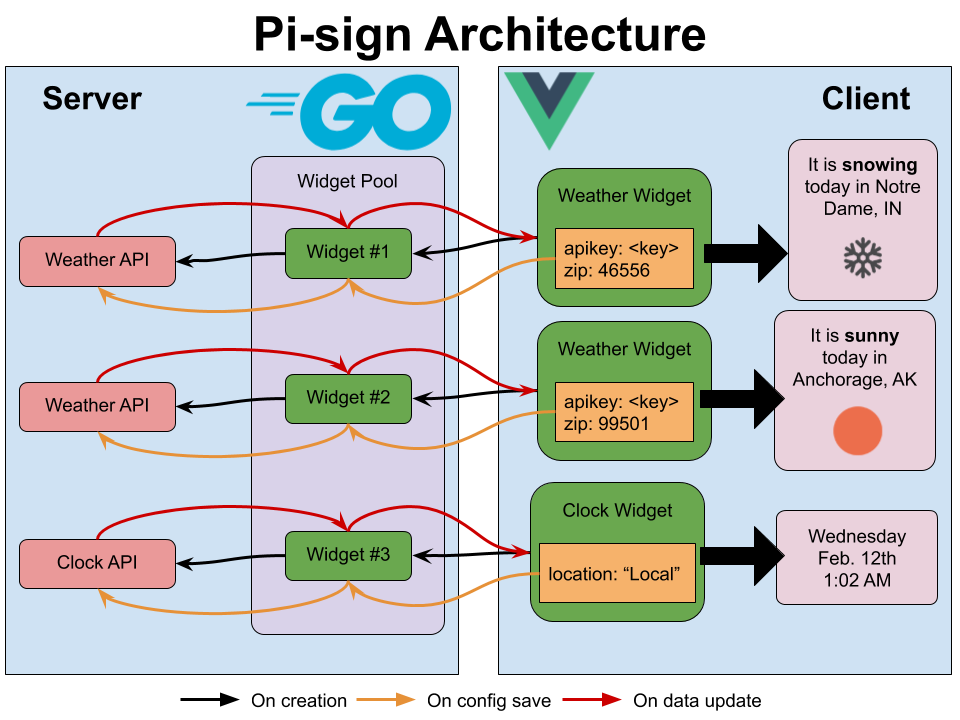 Pi-sign Architecture
Server
GO
Client
Widget Pool
Weather API
Widget #1
Weather Widget
apikey: <key>
zip: 46556
It is snowing
today in Notre
Dame, IN
Weather API
Widget #2
Weather Widget
apikey: <key>
zip: 99501
It is sunny
today in
Anchorage, AK
Clock API
Widget #3
Clock Widget
location: “Local”
Wednesday
Feb. 12th
1:02 AM
On creation
On config save
On data update